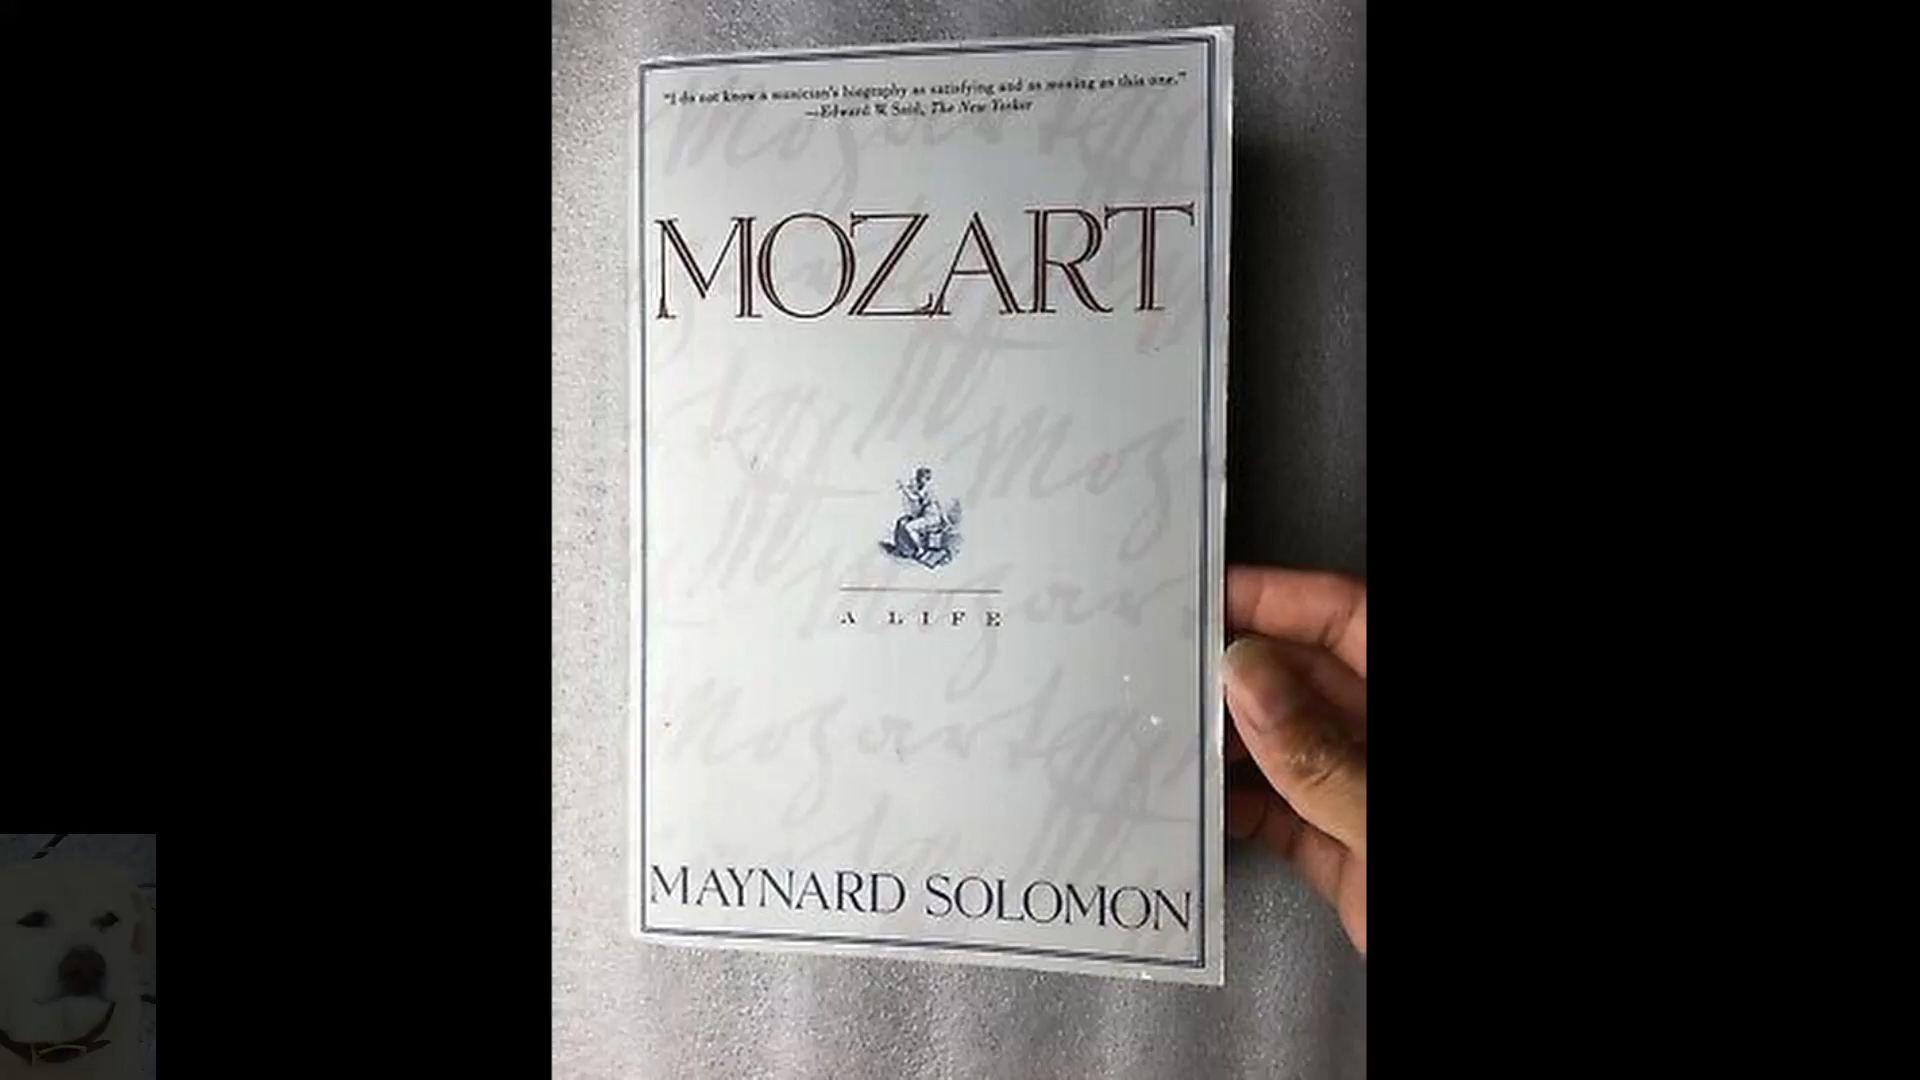 "I do not know a musician's biography as satisfying and as moving as this one."
—Edward W. Said, The New Yorker
MOZART
A LIFE
MAYNARD SOLOMON